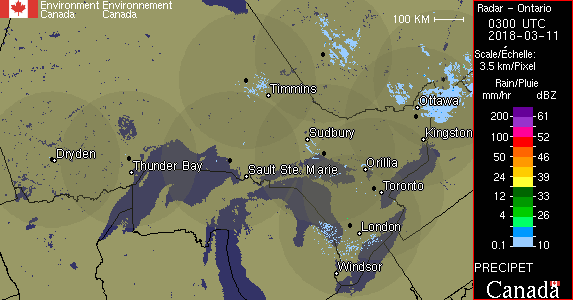 Environment Environnement
Canada Canada
100 KM
Timmins
Ottawa
Sudbury
Kingston
Dryden
Thunder Bay
Sault Ste. Marie
Orillia
Toronto
London
Windsor
Radar - Ontario
0300 UTC
2018-03-11
Scale/Échelle:
3.5 km/Pixel
Rain/Pluie
mm/hr dBZ
200 61
100 52
50 46
24 39
12 33
4 26
0.1 10
PRECIPET
Canada